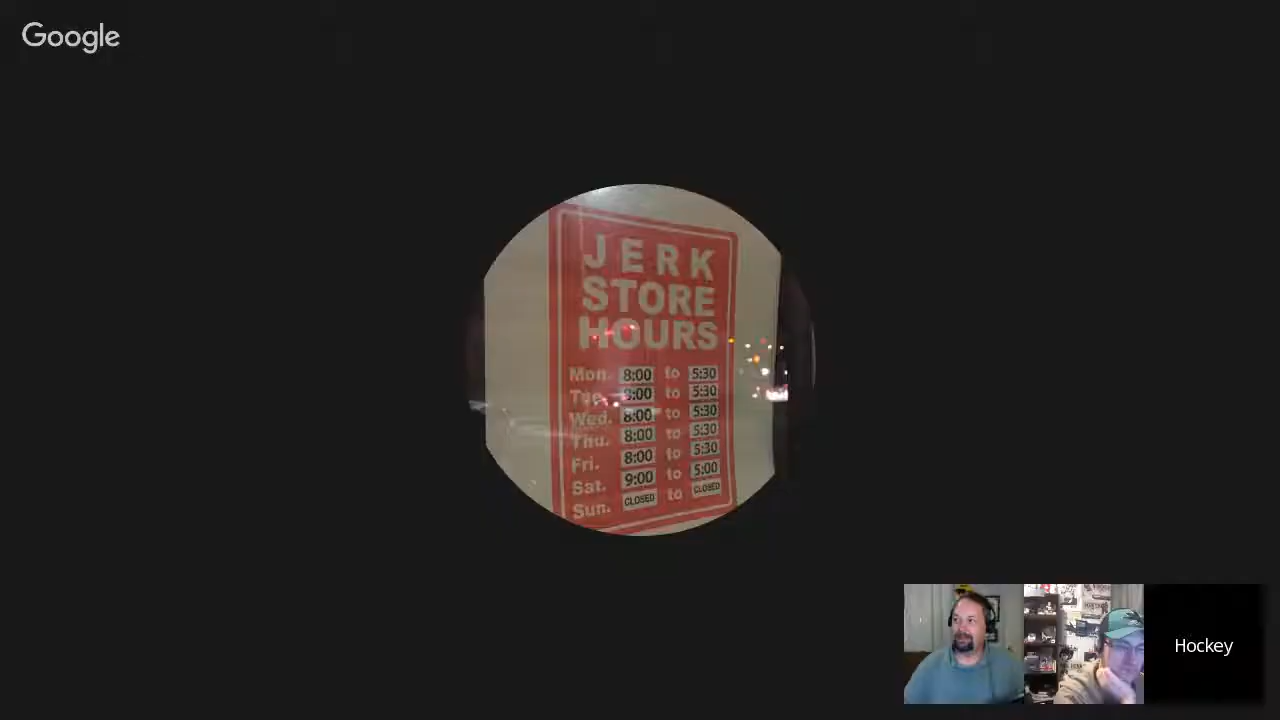 Google
JERK
STORE
HOURS
Mon. 8:00 to 5:30
Tue. 8:00 to 5:30
Wed. 8:00 to 5:30
Thu. 8:00 to 5:30
Fri. 8:00 to 5:30
Sat. 9:00 to 5:00
Sun. CLOSED to CLOSED
Hockey